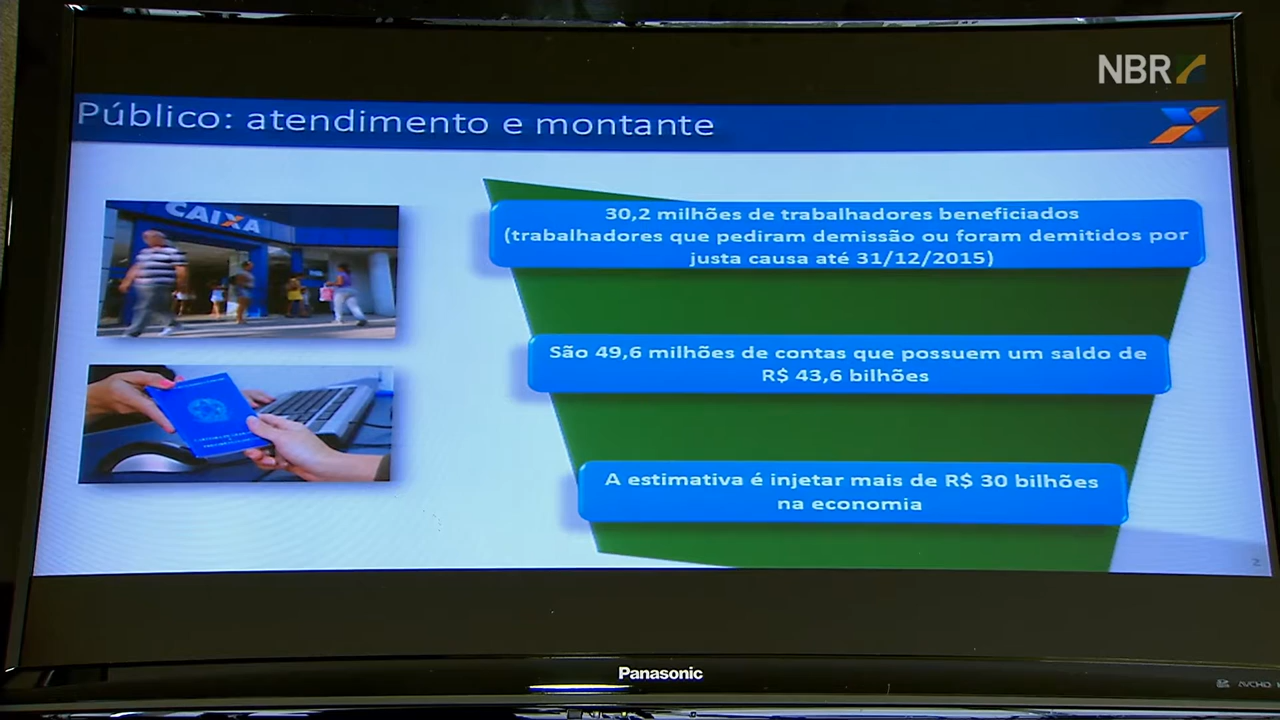 NBR
Público: atendimento e montante
CAIXA
30,2 milhões de trabalhadores beneficiados
(trabalhadores que pediram demissão ou foram demitidos por
justa causa até 31/12/2015)
São 49,6 milhões de contas que possuem um saldo de
R$ 43,6 bilhões
A estimativa é injetar mais de R$ 30 bilhões
na economia
2
Panasonic
AVCHD